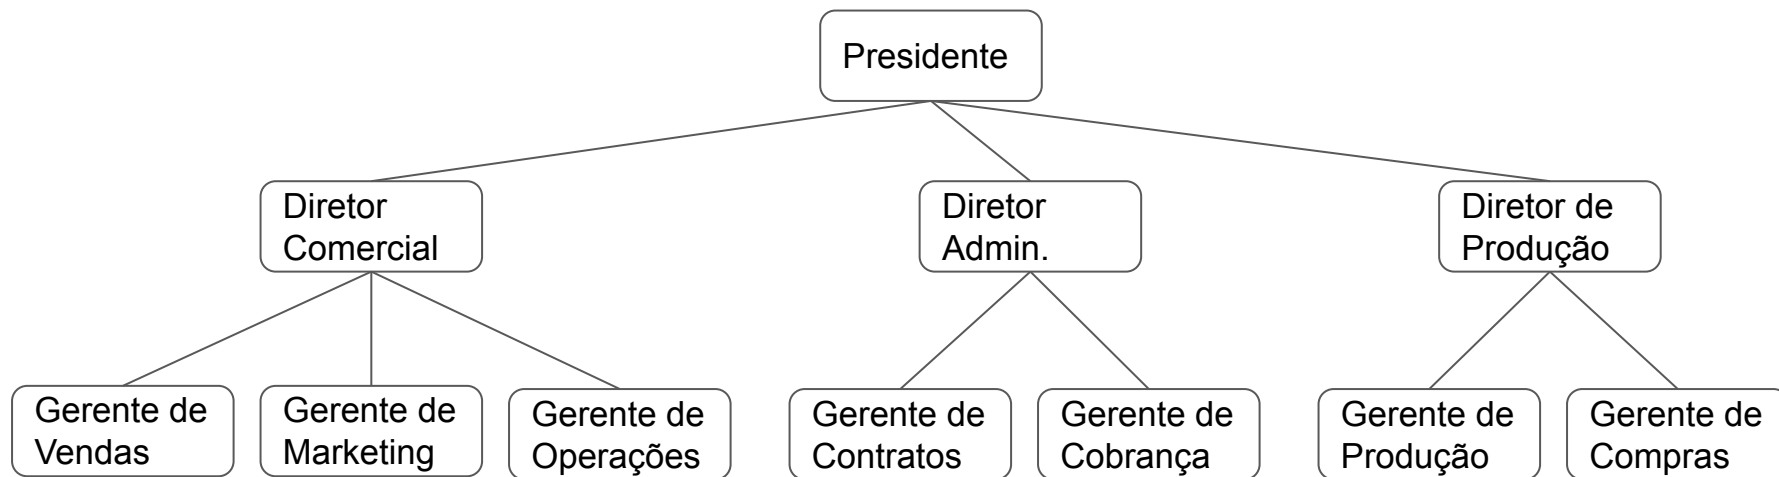 Presidente
Diretor
Comercial
Diretor
Admin.
Diretor de
Produção
Gerente de
Vendas
Gerente de
Marketing
Gerente de
Operações
Gerente de
Contratos
Gerente de
Cobrança
Gerente de
Produção
Gerente de
Compras